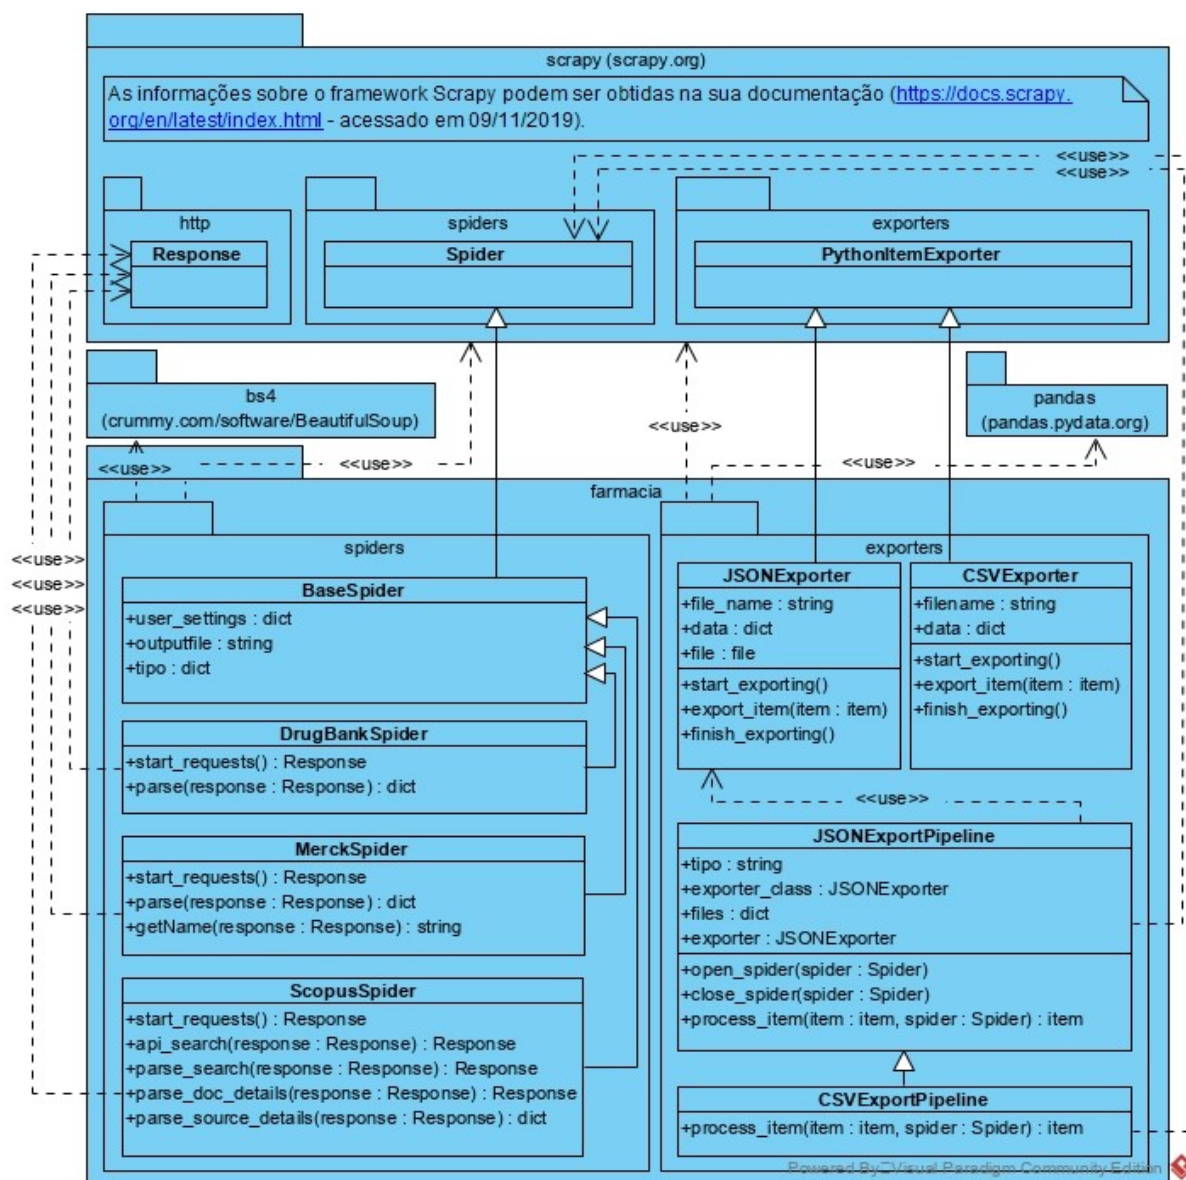 scrapy (scrapy.org)
As informações sobre o framework Scrapy podem ser obtidas na sua documentação (https://docs.scrapy.
org/en/latest/index.html - acessado em 09/11/2019).
<<use>>
<<use>>
http
spiders
exporters
Response
Spider
PythonItemExporter
bs4
(crummy.com/software/BeautifulSoup)
pandas
(pandas.pydata.org)
<<use>>
<<use>>
<<use>>
<<use>>
farmacia
spiders
exporters
<<use>>
<<use>>
<<use>>
BaseSpider
+user_settings : dict
+outputfile : string
+tipo : dict
DrugBankSpider
+start_requests() : Response
+parse(response : Response) : dict
MerckSpider
+start_requests() : Response
+parse(response : Response) : dict
+getName(response : Response) : string
ScopusSpider
+start_requests() : Response
+api_search(response : Response) : Response
+parse_search(response : Response) : Response
+parse_doc_details(response : Response) : Response
+parse_source_details(response : Response) : dict
JSONExporter
+file_name : string
+data : dict
+file : file
+start_exporting()
+export_item(item : item)
+finish_exporting()
CSVExporter
+filename : string
+data : dict
+start_exporting()
+export_item(item : item)
+finish_exporting()
<<use>>
JSONExportPipeline
+tipo : string
+exporter_class : JSONExporter
+files : dict
+exporter : JSONExporter
+open_spider(spider : Spider)
+close_spider(spider : Spider)
+process_item(item : item, spider : Spider) : item
CSVExportPipeline
+process_item(item : item, spider : Spider) : item
Powered By Visual Paradigm Community Edition